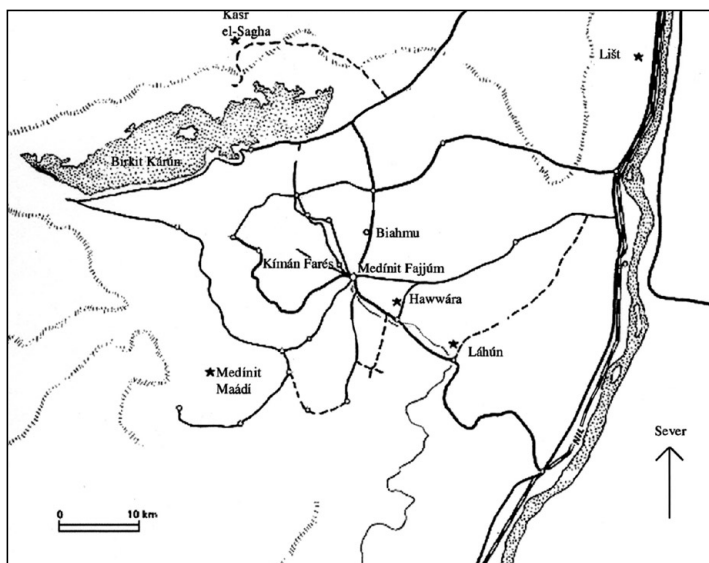 Kasr
el-Sagha
Lišt
Birkit Kárún
Biahmu
Kímán Farés
Medínit Fajjúm
Hawwára
Láhún
Medínit
Maádí
NIL
Sever
0 10 km